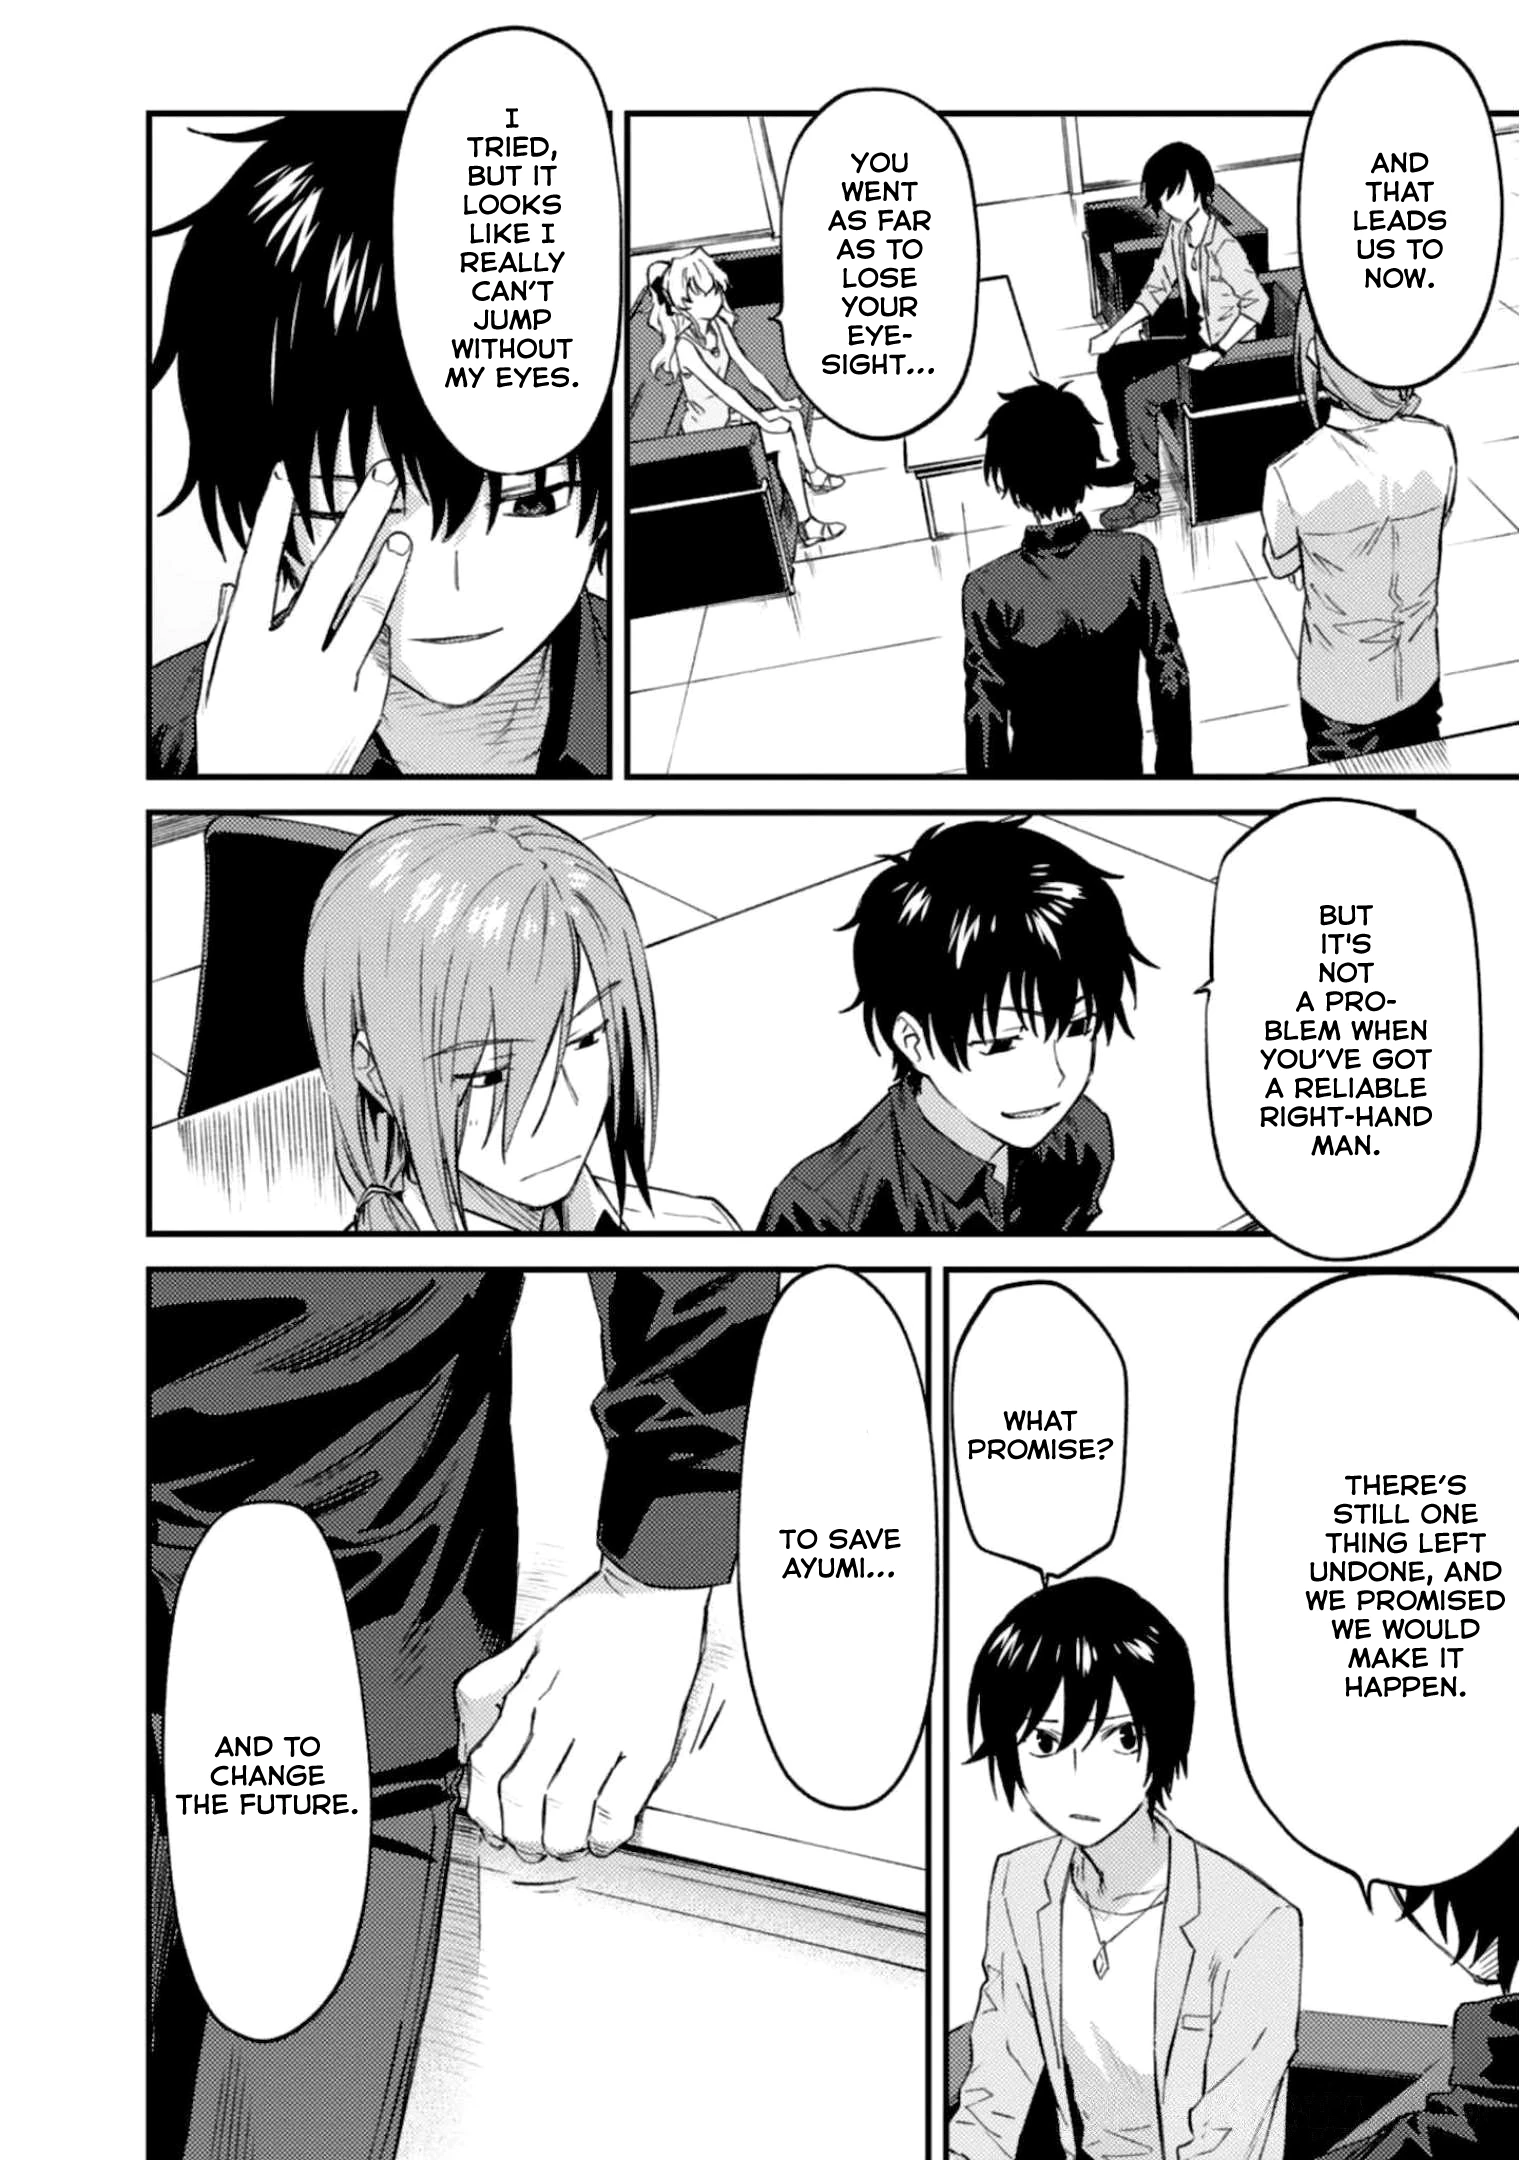 AND
THAT
LEADS
US TO
NOW.
YOU
WENT
AS FAR
AS TO
LOSE
YOUR
EYE-
SIGHT...
I
TRIED,
BUT IT
LOOKS
LIKE I
REALLY
CAN'T
JUMP
WITHOUT
MY EYES.
BUT
IT'S
NOT
A PRO-
BLEM WHEN
YOU'VE GOT
A RELIABLE
RIGHT-HAND
MAN.
THERE'S
STILL ONE
THING LEFT
UNDONE, AND
WE PROMISED
WE WOULD
MAKE IT
HAPPEN.
WHAT
PROMISE?
TO SAVE
AYUMI...
AND TO
CHANGE
THE FUTURE.